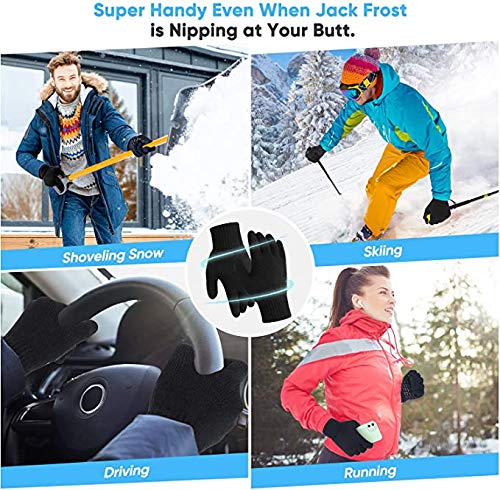 Super Handy Even When Jack Frost
is Nipping at Your Butt.
Shoveling Snow
Skiing
Driving
Running